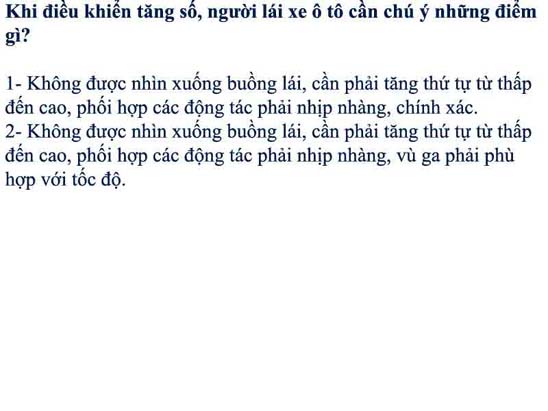 Khi điều khiển tăng số, người lái xe ô tô cần chú ý những điểm
gì?
1- Không được nhìn xuống buồng lái, cần phải tăng thứ tự từ thấp
đến cao, phối hợp các động tác phải nhịp nhàng, chính xác.
2- Không được nhìn xuống buồng lái, cần phải tăng thứ tự từ thấp
đến cao, phối hợp các động tác phải nhịp nhàng, vù ga phải phù
hợp với tốc độ.